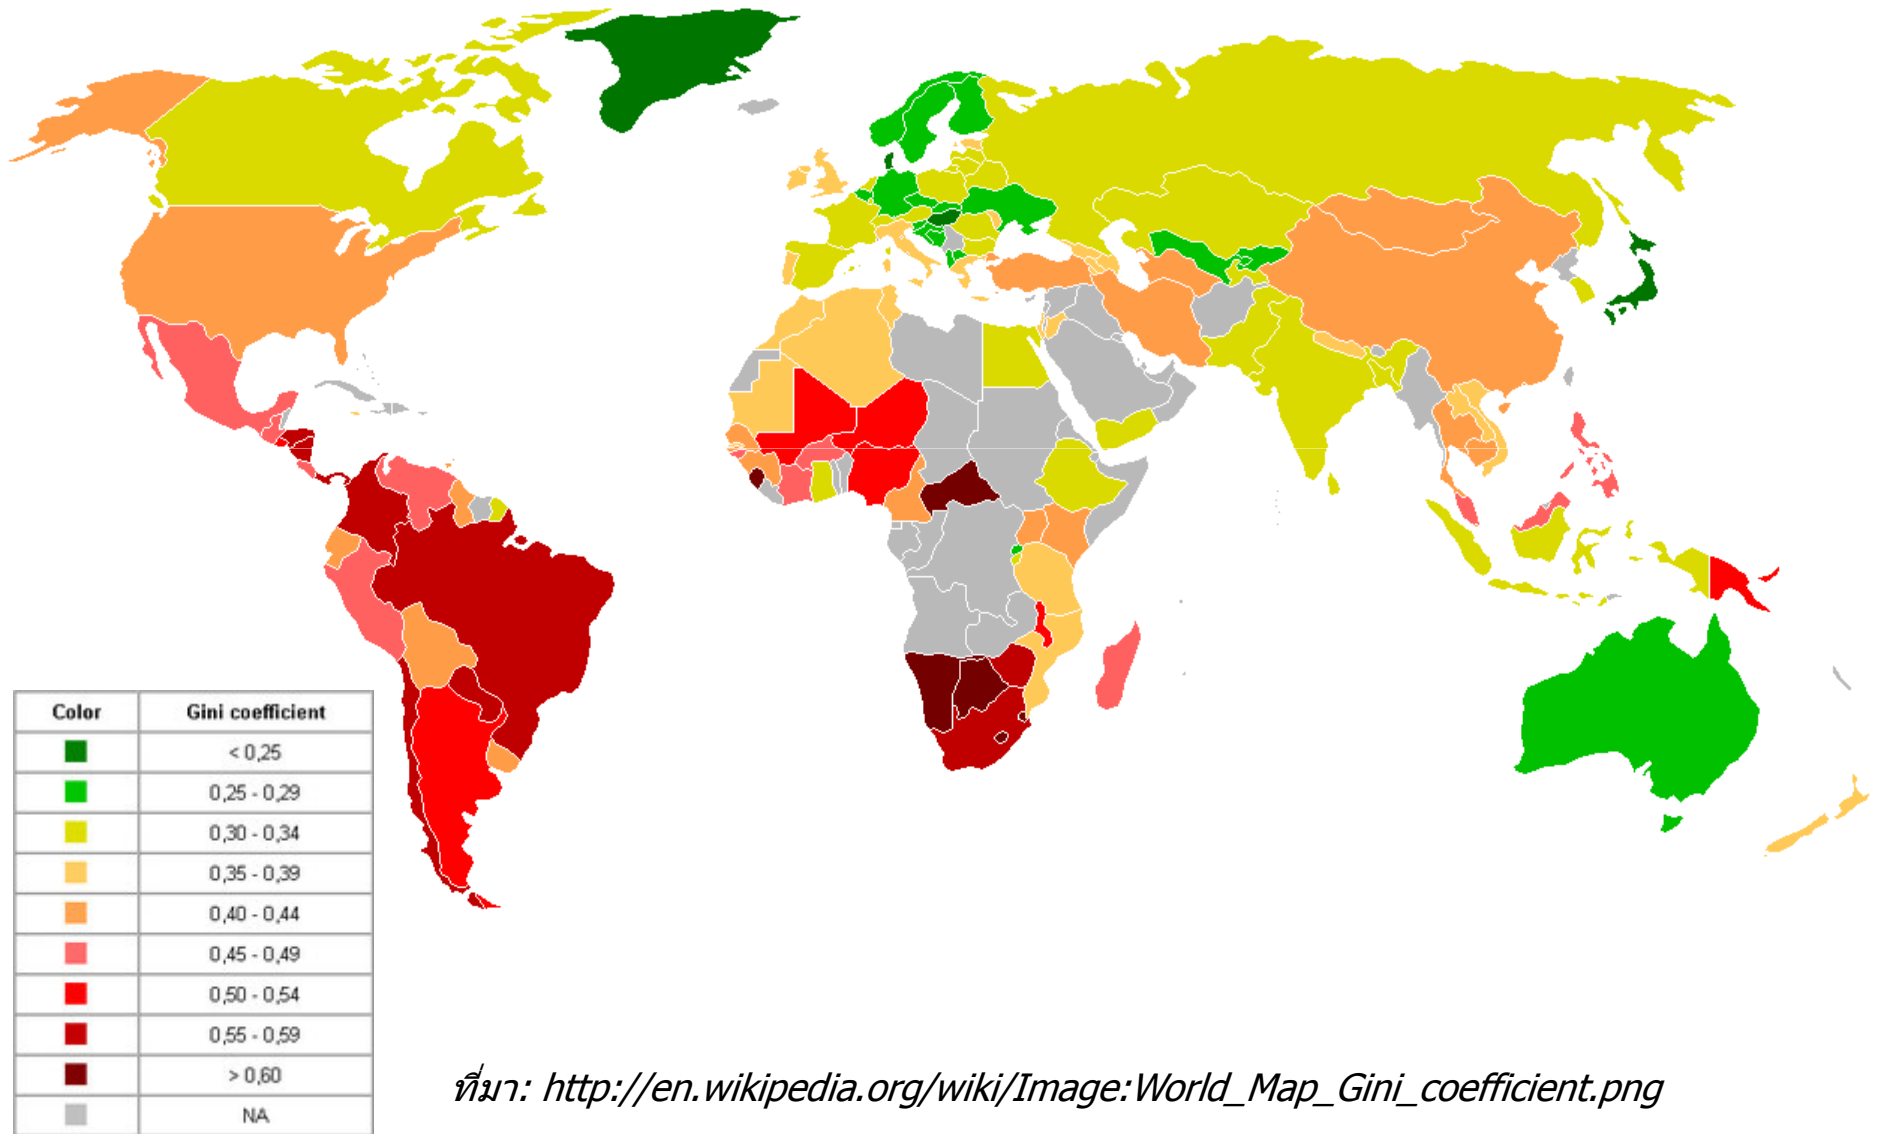 Color Gini coefficient
< 0,25
0,25 - 0,29
0,30 - 0,34
0,35 - 0,39
0,40 - 0,44
0,45 - 0,49
0,50 - 0,54
0,55 - 0,59
> 0,60
NA
ที่มา: http://en.wikipedia.org/wiki/Image:World_Map_Gini_coefficient.png